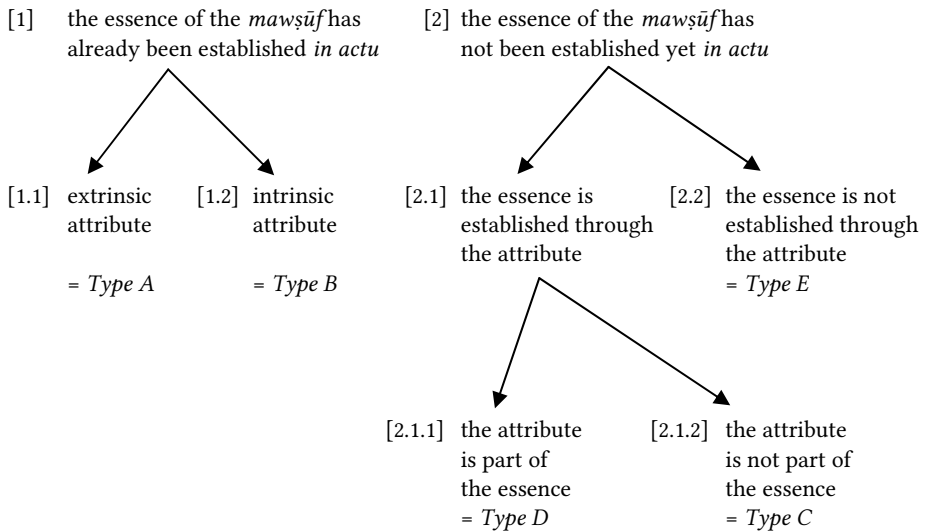 [1] the essence of the mawṣūf has
already been established in actu
[2] the essence of the mawṣūf has
not been established yet in actu
[1.1] extrinsic
attribute
= Type A
[1.2] intrinsic
attribute
= Type B
[2.1] the essence is
established through
the attribute
[2.2] the essence is not
established through
the attribute
= Type E
[2.1.1] the attribute
is part of
the essence
= Type D
[2.1.2] the attribute
is not part of
the essence
= Type C